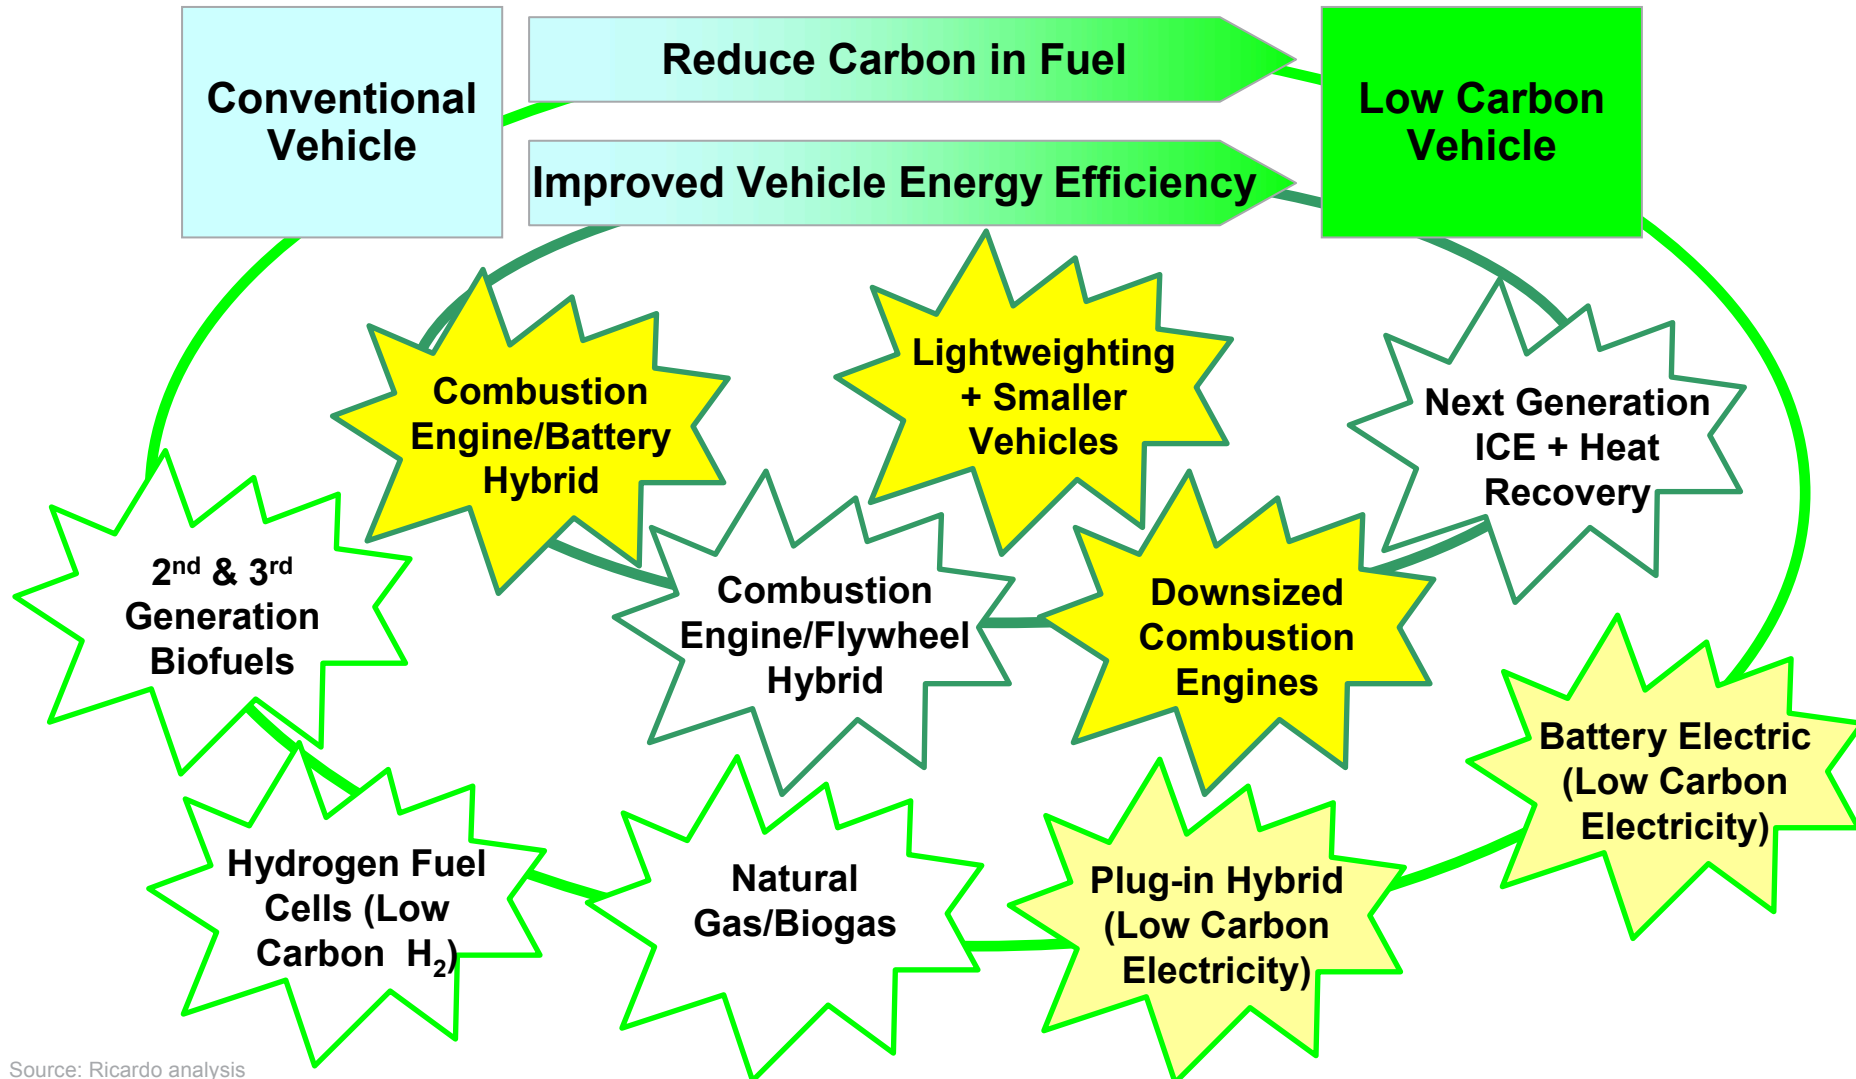 Conventional
Vehicle
Reduce Carbon in Fuel
Improved Vehicle Energy Efficiency
Low Carbon
Vehicle
Combustion
Engine/Battery
Hybrid
Lightweighting
+ Smaller
Vehicles
Next Generation
ICE + Heat
Recovery
2nd & 3rd
Generation
Biofuels
Combustion
Engine/Flywheel
Hybrid
Downsized
Combustion
Engines
Battery Electric
(Low Carbon
Electricity)
Hydrogen Fuel
Cells (Low
Carbon H2)
Natural
Gas/Biogas
Plug-in Hybrid
(Low Carbon
Electricity)
Source: Ricardo analysis